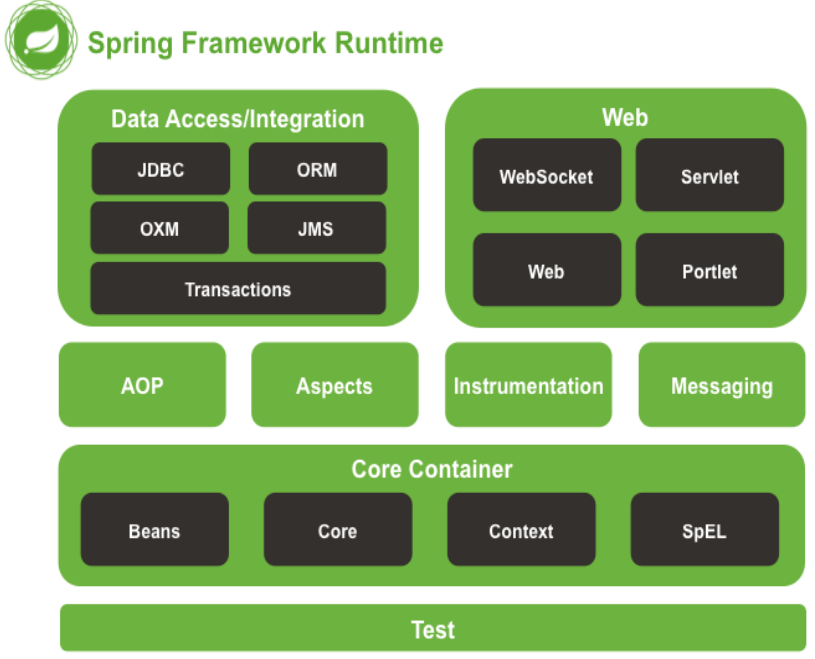 Spring Framework Runtime
Data Access/Integration
JDBC
ORM
OXM
JMS
Transactions
Web
WebSocket
Servlet
Web
Portlet
AOP
Aspects
Instrumentation
Messaging
Core Container
Beans
Core
Context
SpEL
Test